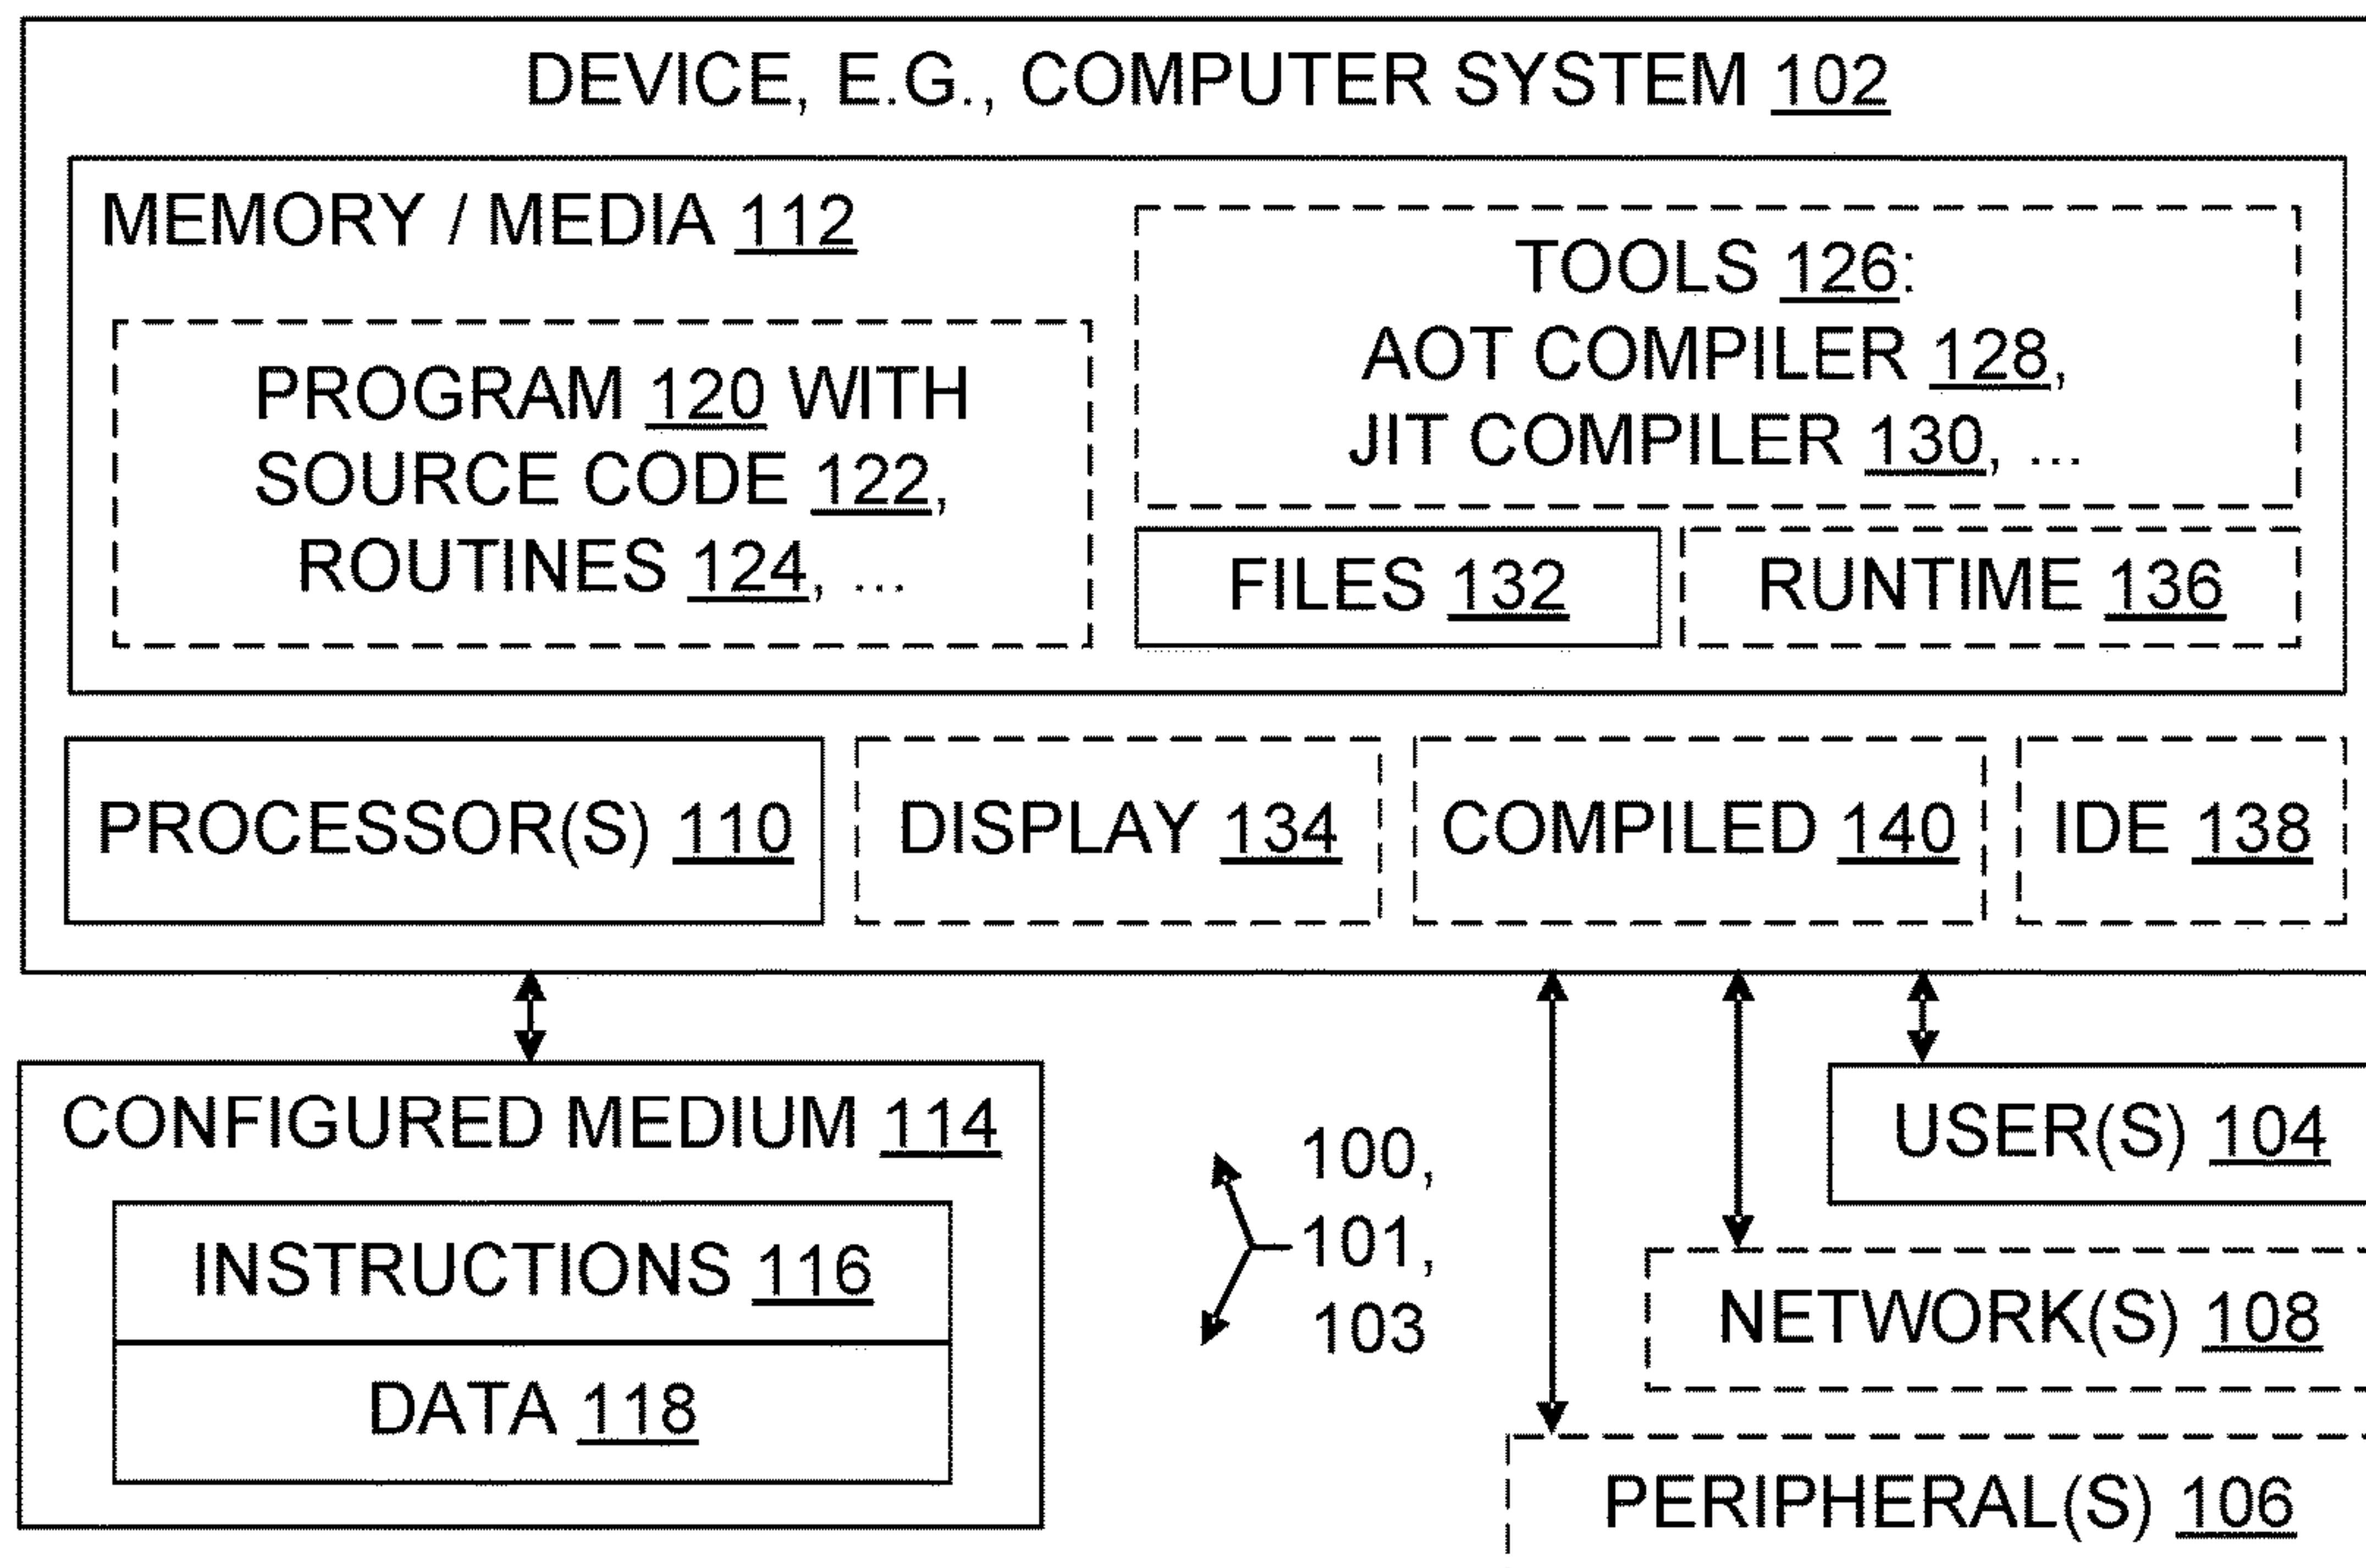 DEVICE, E.G., COMPUTER SYSTEM 102
MEMORY / MEDIA 112
PROGRAM 120 WITH
SOURCE CODE 122,
ROUTINES 124, ...
TOOLS 126:
AOT COMPILER 128,
JIT COMPILER 130, ...
FILES 132
RUNTIME 136
PROCESSOR(S) 110
DISPLAY 134
COMPILED 140
IDE 138
CONFIGURED MEDIUM 114
INSTRUCTIONS 116
DATA 118
100,
101,
103
USER(S) 104
NETWORK(S) 108
PERIPHERAL(S) 106